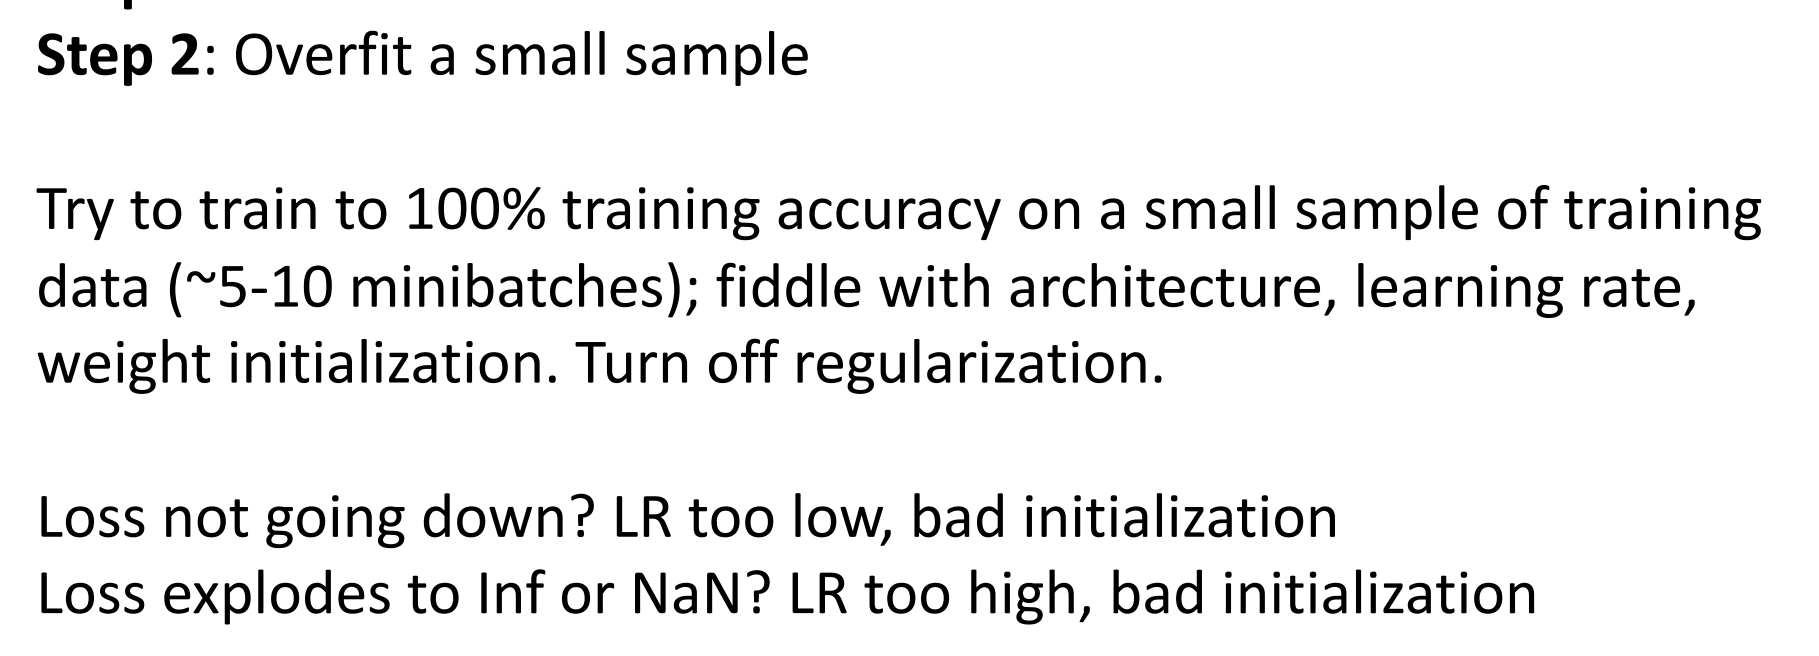 Step 2: Overfit a small sample
Try to train to 100% training accuracy on a small sample of training
data (~5-10 minibatches); fiddle with architecture, learning rate,
weight initialization. Turn off regularization.
Loss not going down? LR too low, bad initialization
Loss explodes to Inf or NaN? LR too high, bad initialization